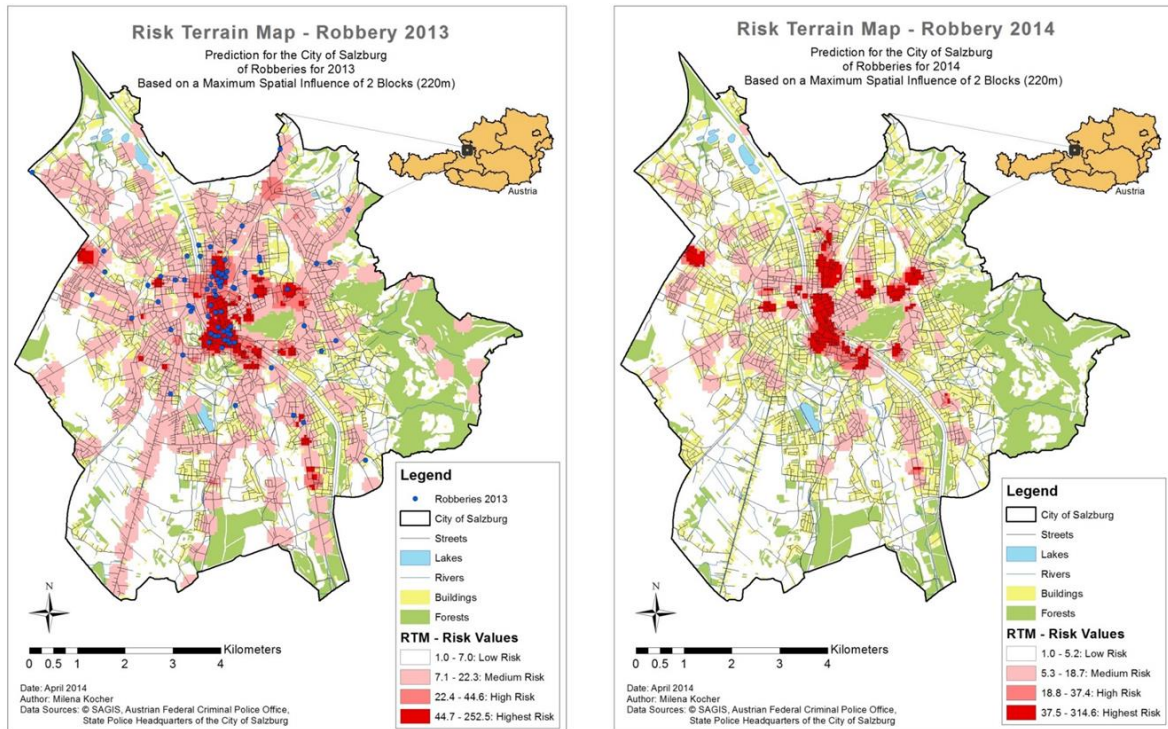 Risk Terrain Map - Robbery 2013
Prediction for the City of Salzburg
of Robberies for 2013
Based on a Maximum Spatial Influence of 2 Blocks (220m)
Austria
Legend
Robberies 2013
City of Salzburg
Streets
Lakes
Rivers
Buildings
Forests
RTM - Risk Values
1.0 - 7.0: Low Risk
7.1 - 22.3: Medium Risk
22.4 - 44.6: High Risk
44.7 - 252.5: Highest Risk
N
Kilometers
0 0.5 1 2 3 4
Date: April 2014
Author: Milena Kocher
Data Sources: © SAGIS, Austrian Federal Criminal Police Office,
State Police Headquarters of the City of Salzburg
Risk Terrain Map - Robbery 2014
Prediction for the City of Salzburg
of Robberies for 2014
Based on a Maximum Spatial Influence of 2 Blocks (220m)
Austria
Legend
City of Salzburg
Streets
Lakes
Rivers
Buildings
Forests
RTM - Risk Values
1.0 - 5.2: Low Risk
5.3 - 18.7: Medium Risk
18.8 - 37.4: High Risk
37.5 - 314.6: Highest Risk
N
Kilometers
0 0.5 1 2 3 4
Date: April 2014
Author: Milena Kocher
Data Sources: © SAGIS, Austrian Federal Criminal Police Office,
State Police Headquarters of the City of Salzburg